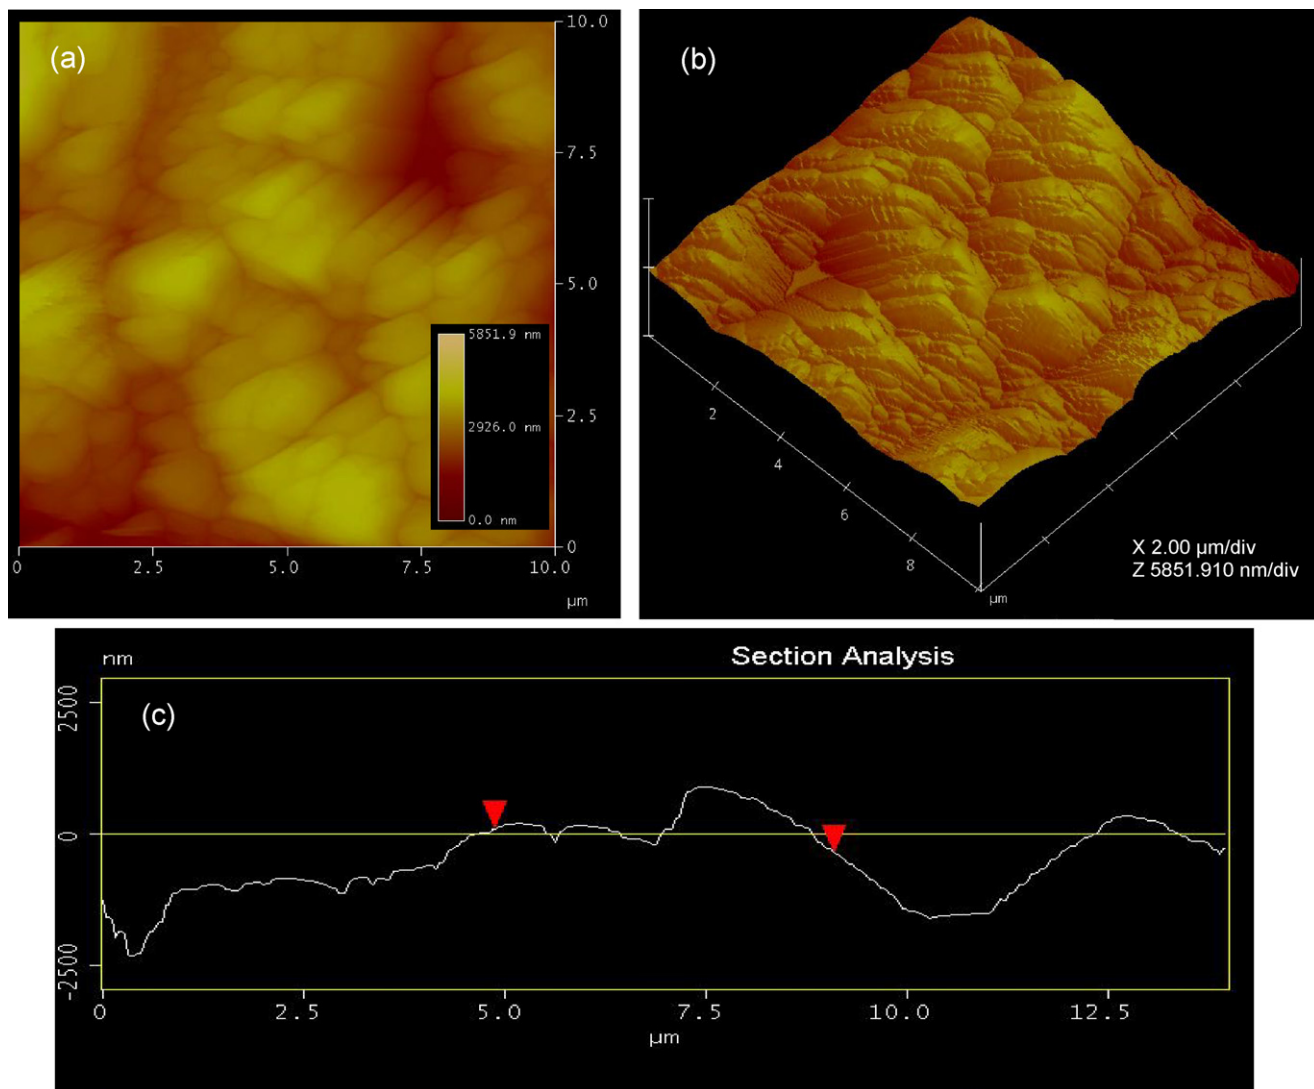 (a)
10.0
7.5
5.0
2.5
0
5851.9 nm
2926.0 nm
0.0 nm
0 2.5 5.0 7.5 10.0
µm
(b)
2
4
6
8
µm
X 2.00 µm/div
Z 5851.910 nm/div
Section Analysis
nm
(c)
2500
0
-2500
0 2.5 5.0 7.5 10.0 12.5
µm